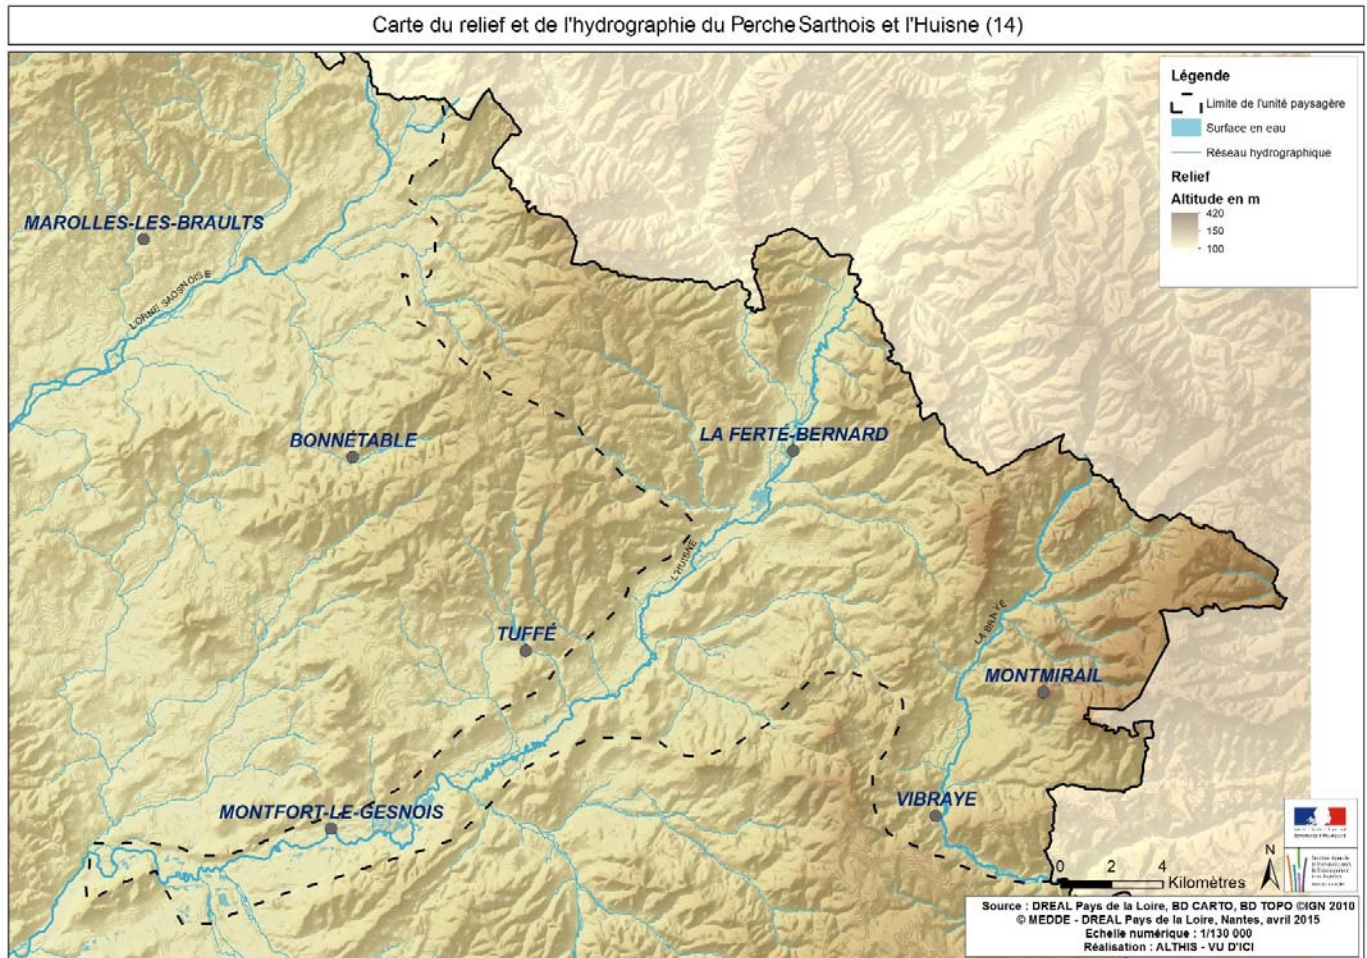 Carte du relief et de l'hydrographie du Perche Sarthois et l'Huisne (14)
Légende
Limite de l'unité paysagère
Surface en eau
Réseau hydrographique
Relief
Altitude en m
420
150
100
MAROLLES-LES-BRAULTS
L'ORNE SAOSNOISE
BONNÉTABLE
LA FERTÉ-BERNARD
L'HUISNE
LA BRAYE
TUFFÉ
MONTMIRAIL
VIBRAYE
MONTFORT-LE-GESNOIS
N
0 2 4
Kilomètres
Source : DREAL Pays de la Loire, BD CARTO, BD TOPO ©IGN 2010
© MEDDE - DREAL Pays de la Loire, Nantes, avril 2015
Echelle numérique : 1/130 000
Réalisation : ALTHIS - VU D'ICI